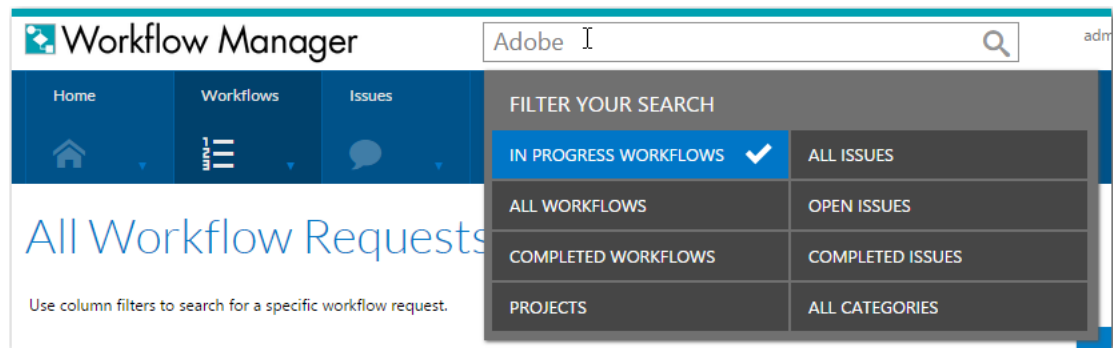 Workflow Manager
Adobe
adm
Home
Workflows
Issues
FILTER YOUR SEARCH
IN PROGRESS WORKFLOWS
ALL ISSUES
ALL WORKFLOWS
OPEN ISSUES
COMPLETED WORKFLOWS
COMPLETED ISSUES
PROJECTS
ALL CATEGORIES
All Workflow Requests
Use column filters to search for a specific workflow request.